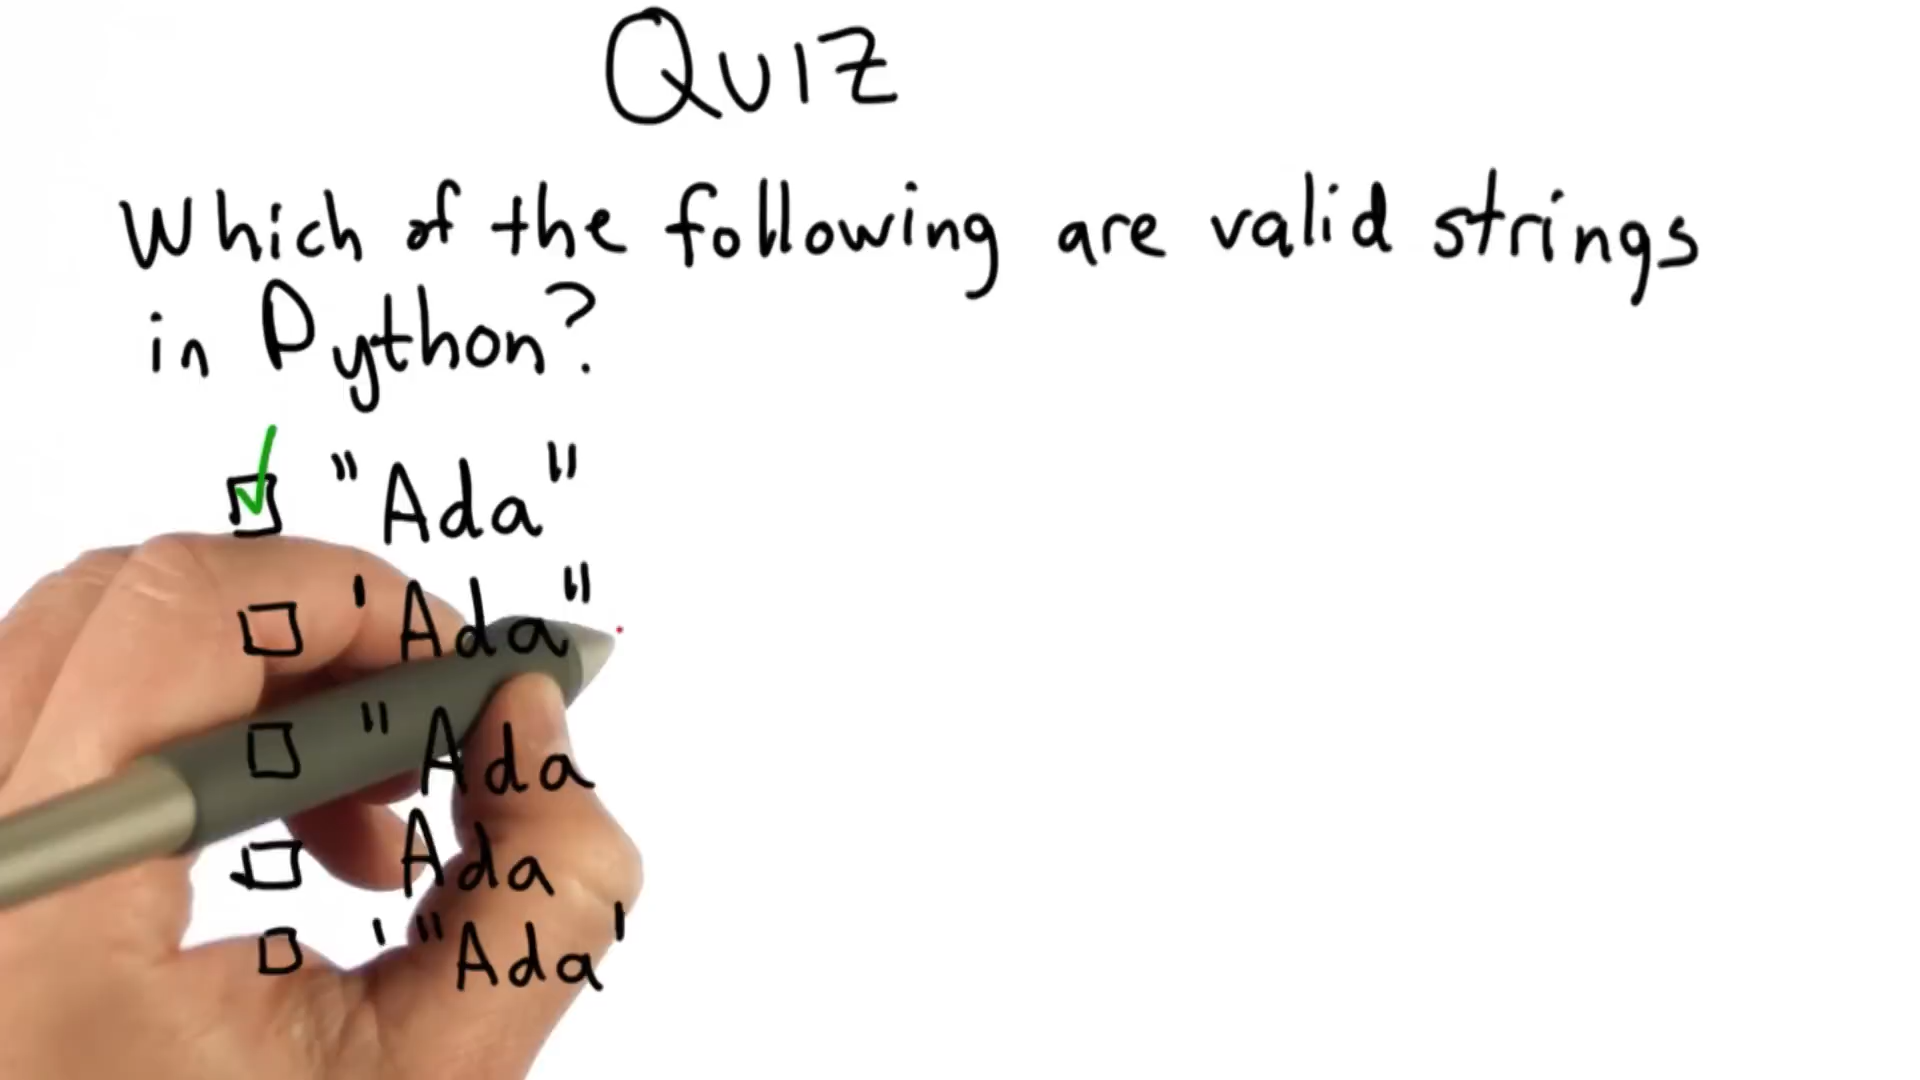 QUIZ
Which of the following are valid strings
in Python?
"Ada"
'Ada"
"Ada
Ada
'"Ada'